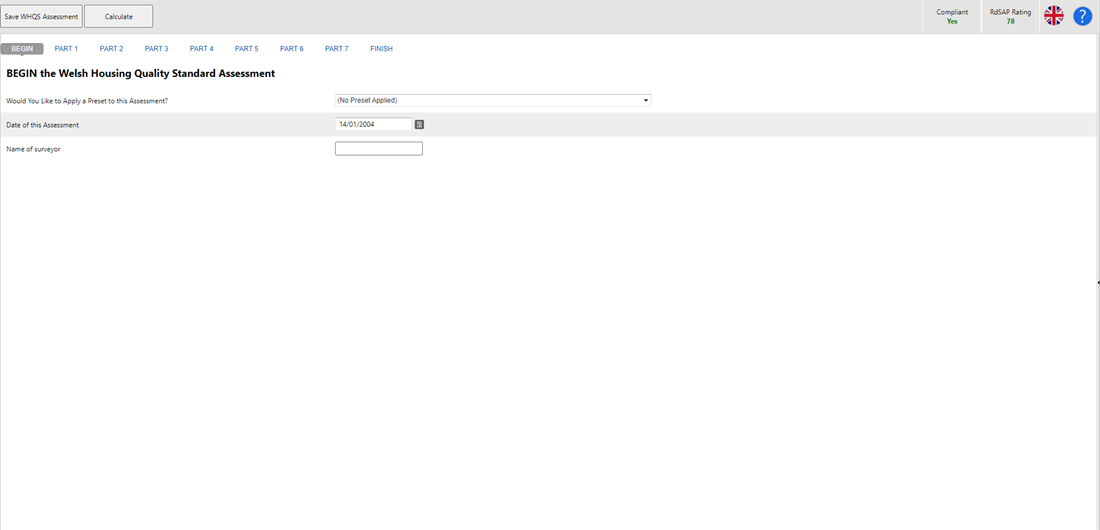 Save WHQS Assessment Calculate Compliant RdSAP Rating
Yes 78 ?
BEGIN PART 1 PART 2 PART 3 PART 4 PART 5 PART 6 PART 7 FINISH
BEGIN the Welsh Housing Quality Standard Assessment
Would You Like to Apply a Preset to this Assessment? (No Preset Applied)
Date of this Assessment 14/01/2004
Name of surveyor